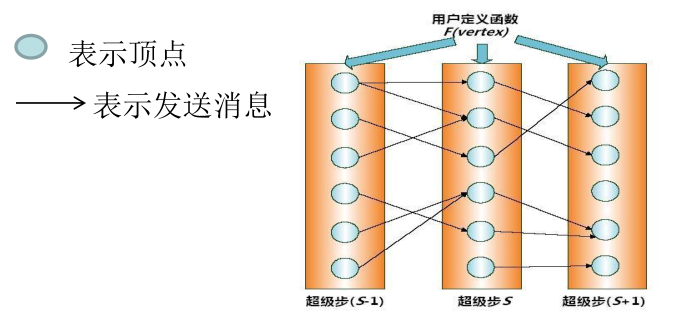 用户定义函数
F(vertex)
表示顶点
表示发送消息
超级步(S-1)
超级步S
超级步(S+1)